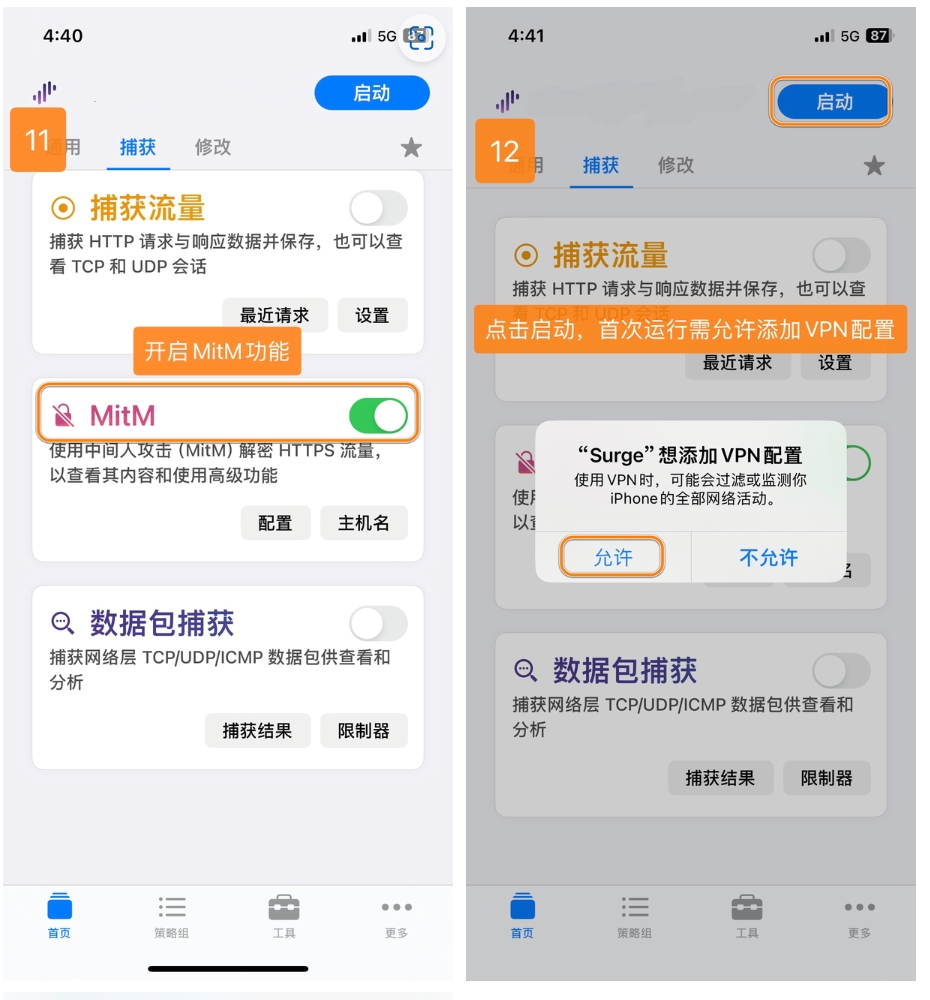 4:40
5G 87
启动
11
通用
捕获
修改
捕获流量
捕获 HTTP 请求与响应数据并保存，也可以查
看 TCP 和 UDP 会话
最近请求
设置
开启 MitM 功能
MitM
使用中间人攻击 (MitM) 解密 HTTPS 流量，
以查看其内容和使用高级功能
配置
主机名
数据包捕获
捕获网络层 TCP/UDP/ICMP 数据包供查看和
分析
捕获结果
限制器
首页
策略组
工具
更多
4:41
5G 87
启动
12
通用
捕获
修改
捕获流量
捕获 HTTP 请求与响应数据并保存，也可以查
看 TCP 和 UDP 会话
点击启动，首次运行需允许添加 VPN 配置
最近请求
设置
“Surge”想添加 VPN 配置
使用 VPN 时，可能会过滤或监测你
iPhone 的全部网络活动。
允许
不允许
使用
以查
名
数据包捕获
捕获网络层 TCP/UDP/ICMP 数据包供查看和
分析
捕获结果
限制器
首页
策略组
工具
更多